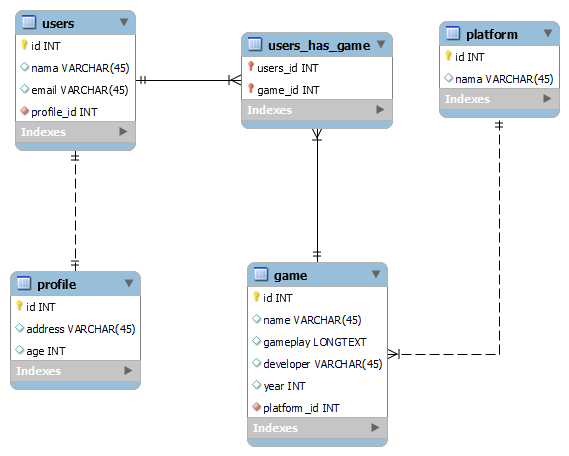 users
id INT
nama VARCHAR(45)
email VARCHAR(45)
profile_id INT
Indexes
users_has_game
users_id INT
game_id INT
Indexes
platform
id INT
nama VARCHAR(45)
Indexes
profile
id INT
address VARCHAR(45)
age INT
Indexes
game
id INT
name VARCHAR(45)
gameplay LONGTEXT
developer VARCHAR(45)
year INT
platform_id INT
Indexes